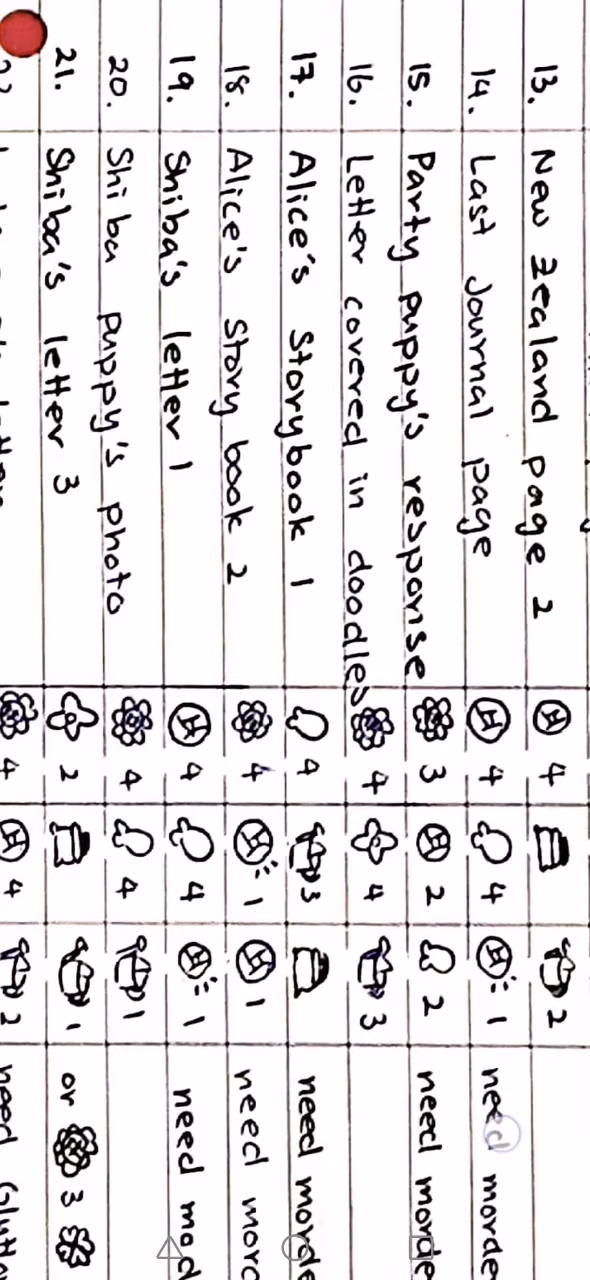 13. New Zealand page 2 4 2
14. Last Journal page 4 4 1 need morde
15. Party puppy's response 3 2 2 need morde
16. Letter covered in doodles 4 4 3
17. Alice's Storybook 1 4 3 need morde
18. Alice's Story book 2 4 1 1 need mord
19. Shiba's letter 1 4 4 1 need mod
20. Shiba puppy's photo 4 4 1
21. Shiba's letter 3 2 1 or 3
4 4 2 need